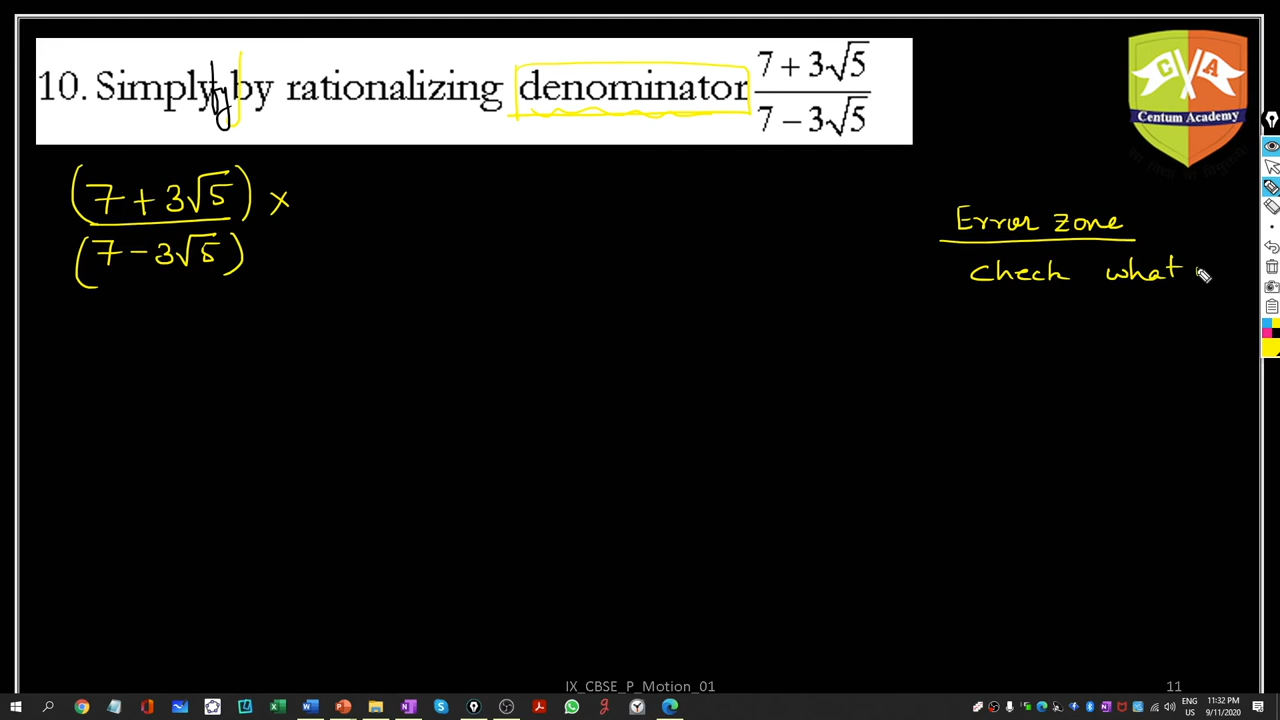 10. Simplyfy by rationalizing denominator 7 + 3√5 / 7 − 3√5
C A
Centum Academy
(7 + 3√5) ×
(7 − 3√5)
Error zone
check what
IX_CBSE_P_Motion_01
11
ENG
US
11:32 PM
9/11/2020